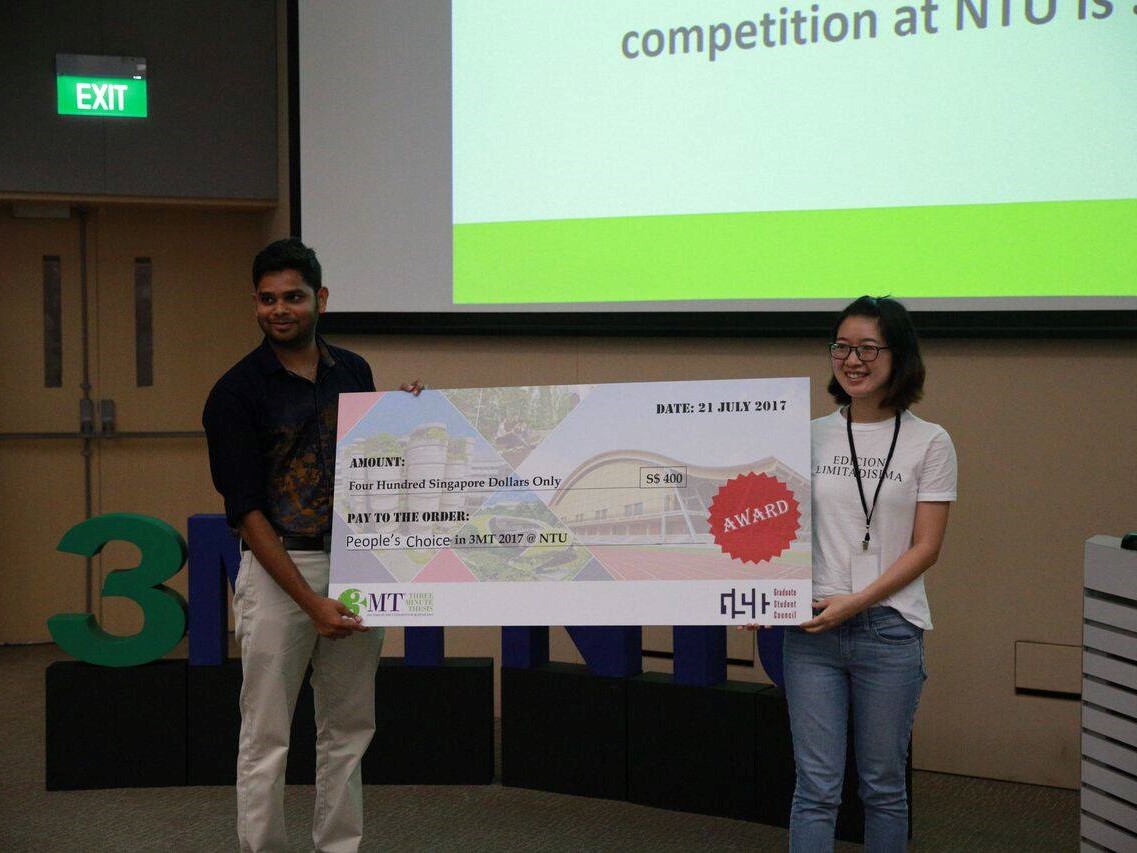 competition at NTU is
EXIT
DATE: 21 JULY 2017
AMOUNT:
Four Hundred Singapore Dollars Only
S$ 400
PAY TO THE ORDER:
People's Choice in 3MT 2017 @ NTU
AWARD
3MT THREE MINUTE THESIS
Graduate
Student
Council
EDICION
LIMITADISIMA
3